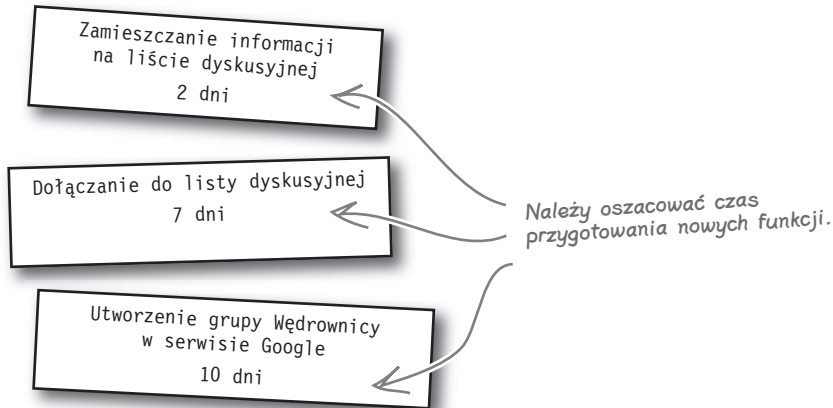 Zamieszczanie informacji
na liście dyskusyjnej
2 dni
Dołączanie do listy dyskusyjnej
7 dni
Należy oszacować czas
przygotowania nowych funkcji.
Utworzenie grupy Wędrownicy
w serwisie Google
10 dni